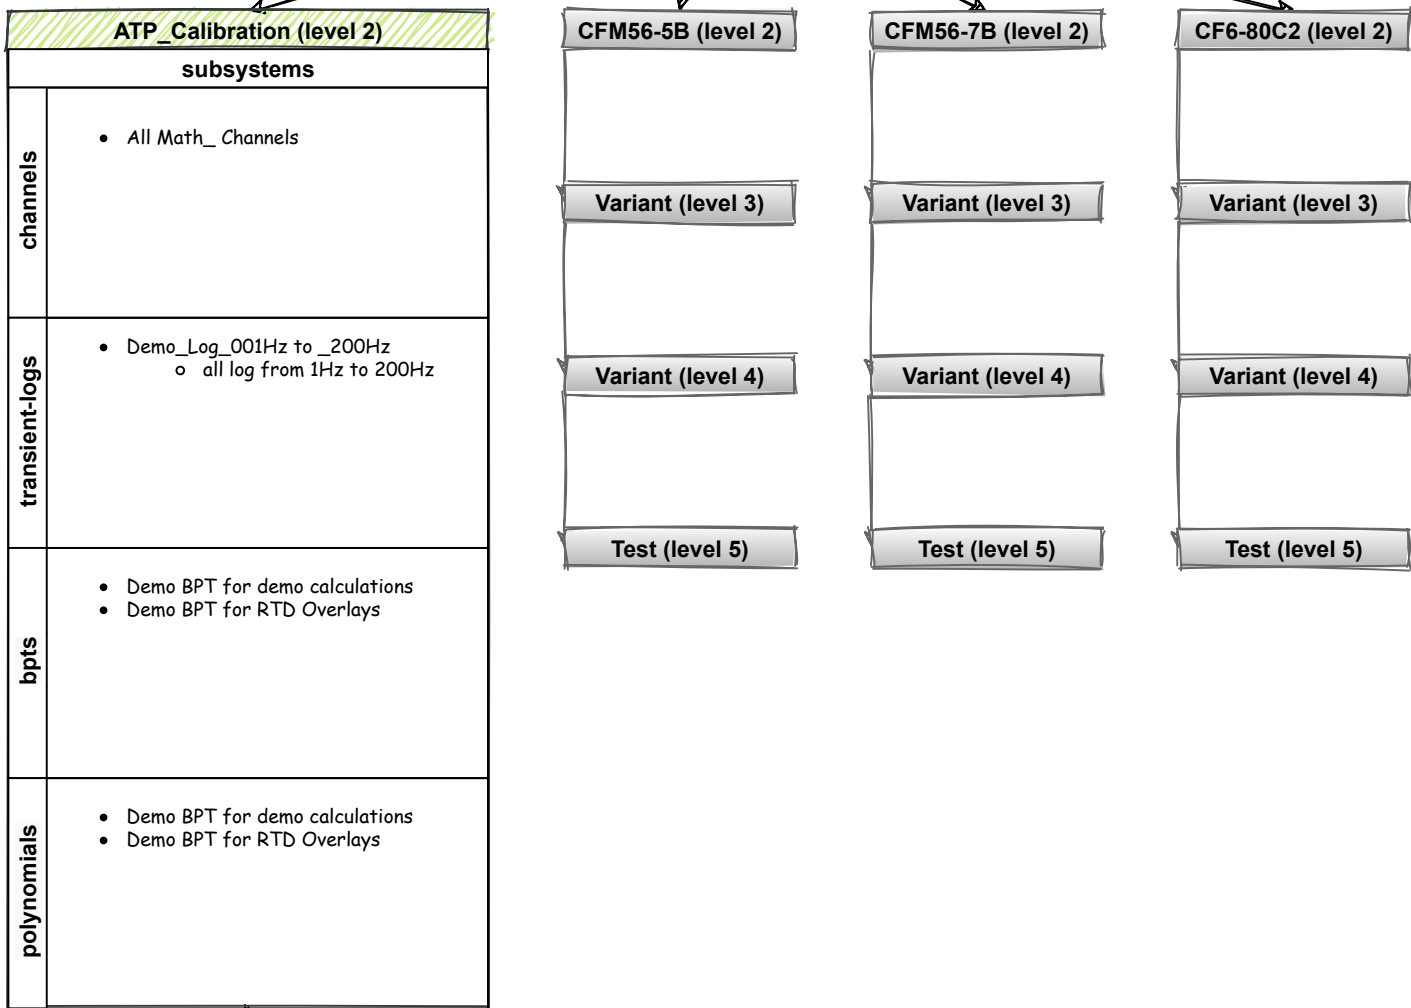 ATP_Calibration (level 2)
subsystems
channels
• All Math_ Channels
transient-logs
• Demo_Log_001Hz to _200Hz
o all log from 1Hz to 200Hz
bpts
• Demo BPT for demo calculations
• Demo BPT for RTD Overlays
polynomials
• Demo BPT for demo calculations
• Demo BPT for RTD Overlays
CFM56-5B (level 2)
Variant (level 3)
Variant (level 4)
Test (level 5)
CFM56-7B (level 2)
Variant (level 3)
Variant (level 4)
Test (level 5)
CF6-80C2 (level 2)
Variant (level 3)
Variant (level 4)
Test (level 5)